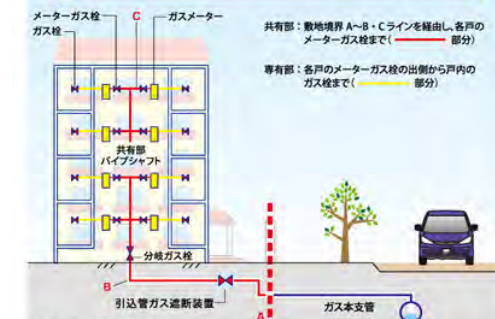 メーターガス栓
C
ガスメーター
ガス栓
共有部：敷地境界 A〜B・Cラインを経由し、各戸の
メーターガス栓まで（ 部分）
専有部：各戸のメーターガス栓の出側から戸内の
ガス栓まで（ 部分）
共有部
パイプシャフト
分岐ガス栓
B
引込管ガス遮断装置
A
ガス本支管